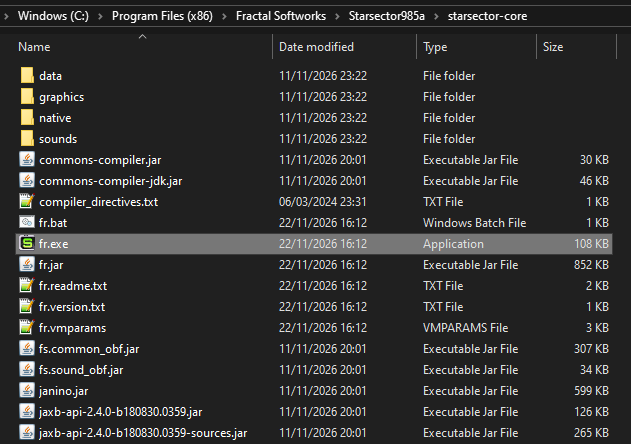 Windows (C:) > Program Files (x86) > Fractal Softworks > Starsector985a > starsector-core
Name Date modified Type Size
data 11/11/2026 23:22 File folder
graphics 11/11/2026 23:22 File folder
native 11/11/2026 23:22 File folder
sounds 11/11/2026 23:22 File folder
commons-compiler.jar 11/11/2026 20:01 Executable Jar File 30 KB
commons-compiler-jdk.jar 11/11/2026 20:01 Executable Jar File 46 KB
compiler_directives.txt 06/03/2024 23:31 TXT File 1 KB
fr.bat 22/11/2026 16:12 Windows Batch File 1 KB
fr.exe 22/11/2026 16:12 Application 108 KB
fr.jar 22/11/2026 16:12 Executable Jar File 852 KB
fr.readme.txt 22/11/2026 16:12 TXT File 2 KB
fr.version.txt 22/11/2026 16:12 TXT File 1 KB
fr.vmparams 22/11/2026 16:12 VMPARAMS File 3 KB
fs.common_obf.jar 11/11/2026 20:01 Executable Jar File 307 KB
fs.sound_obf.jar 11/11/2026 20:01 Executable Jar File 34 KB
janino.jar 11/11/2026 20:01 Executable Jar File 599 KB
jaxb-api-2.4.0-b180830.0359.jar 11/11/2026 20:01 Executable Jar File 126 KB
jaxb-api-2.4.0-b180830.0359-sources.jar 11/11/2026 20:01 Executable Jar File 265 KB